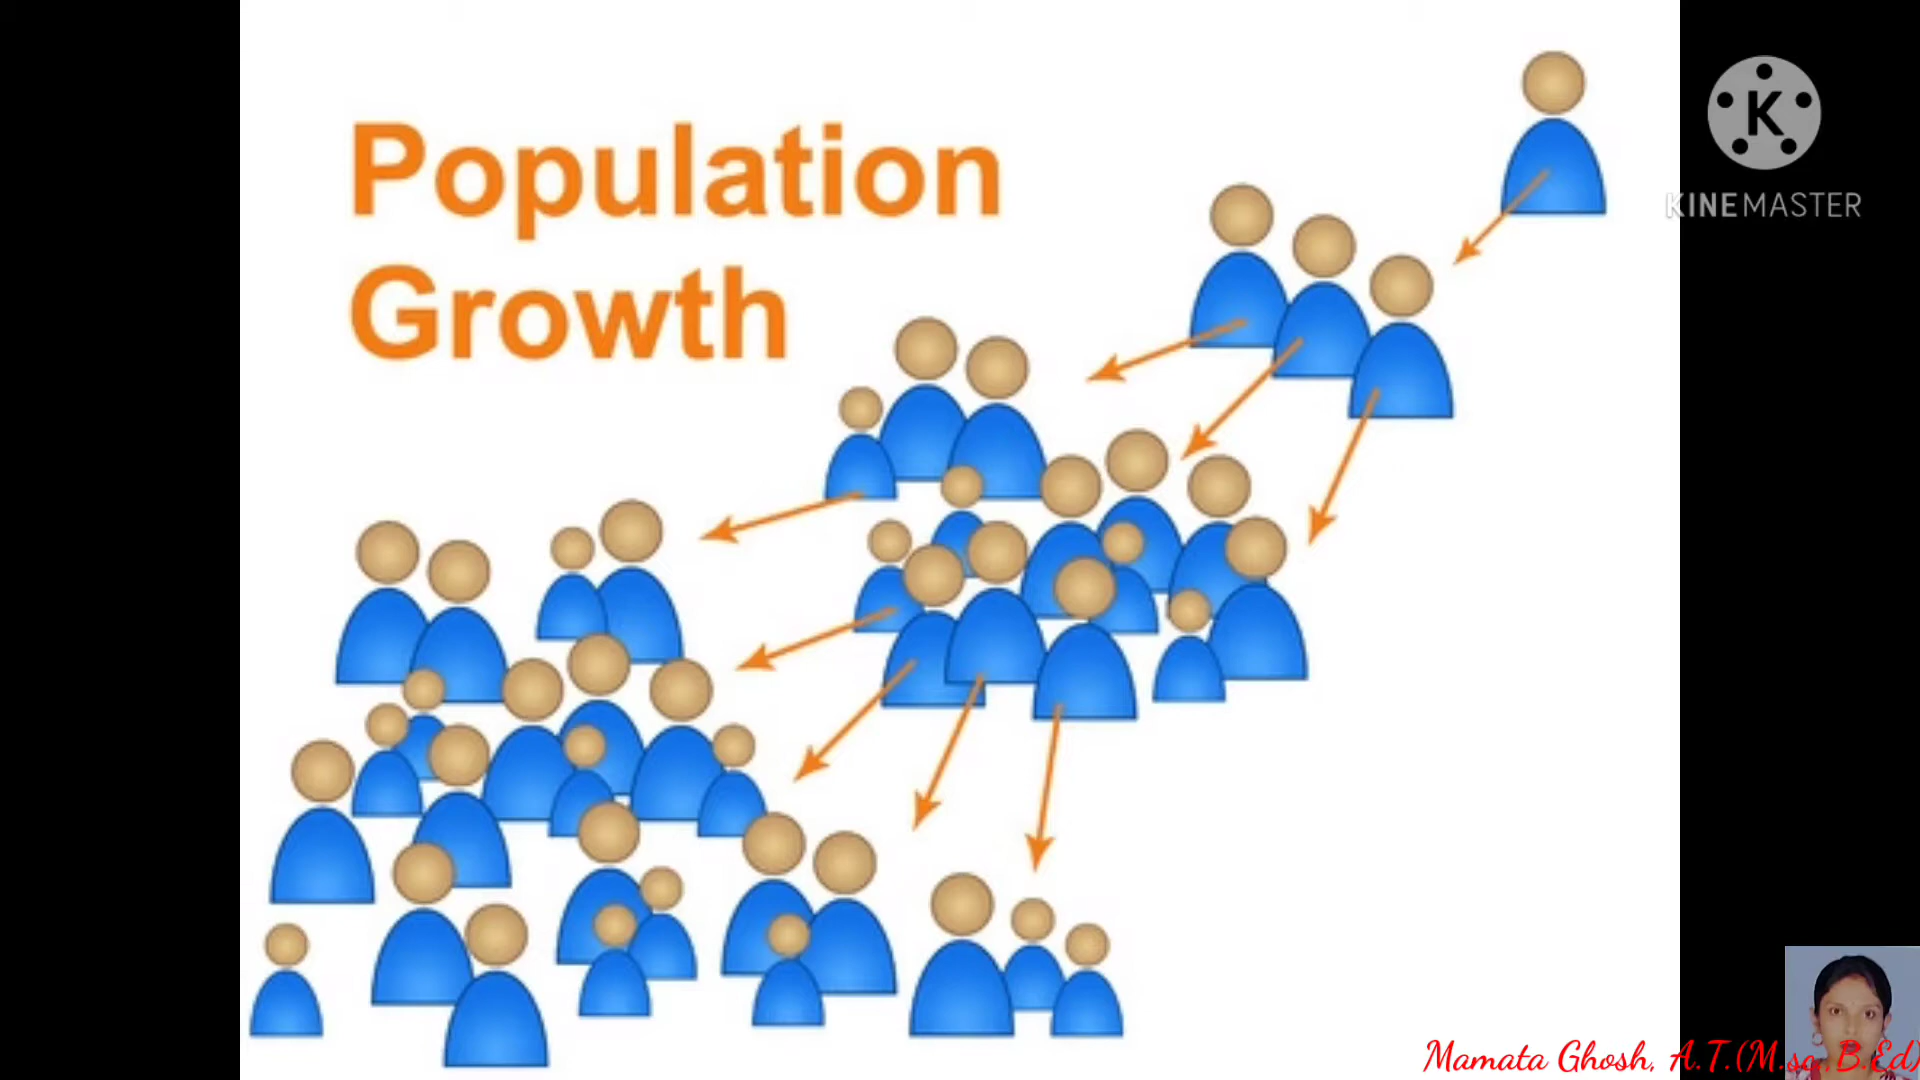 Population
Growth
K
KINEMASTER
Mamata Ghosh, A.T.(M.sc.B.Ed)